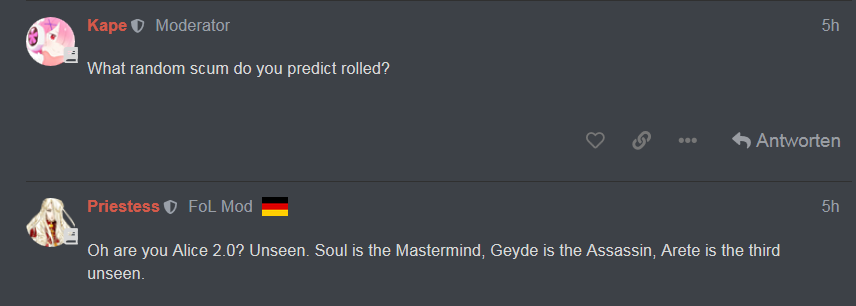 Kape Moderator 5h
What random scum do you predict rolled?
Antworten
Priestess FoL Mod 5h
Oh are you Alice 2.0? Unseen. Soul is the Mastermind, Geyde is the Assassin, Arete is the third
unseen.